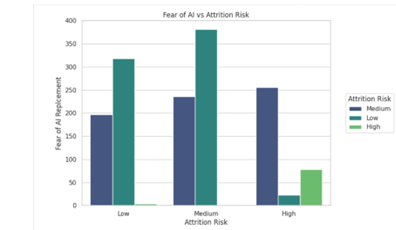 Fear of AI vs Attrition Risk
400
350
300
250
200
150
100
50
0
Fear of AI Replcement
Low
Medium
High
Attrition Risk
Attrition Risk
Medium
Low
High